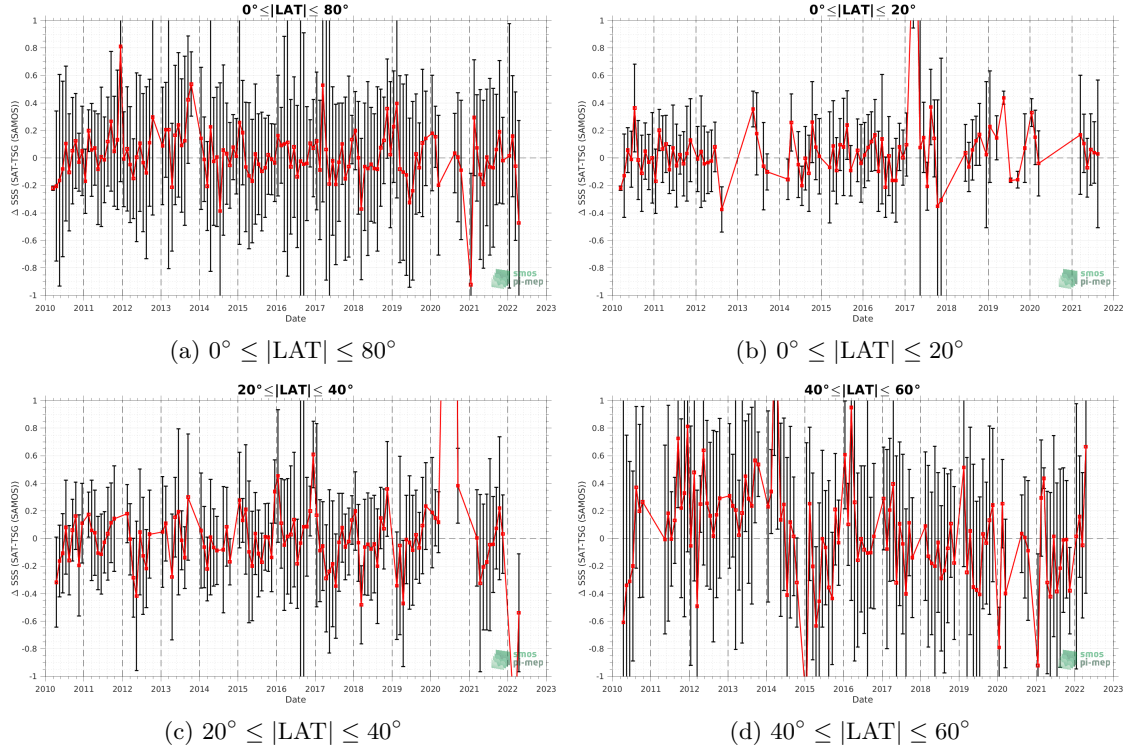 0°≤|LAT|≤ 80°
Δ SSS (SAT-TSG (SAMOS))
1
0.8
0.6
0.4
0.2
0
-0.2
-0.4
-0.6
-0.8
-1
2010 2011 2012 2013 2014 2015 2016 2017 2018 2019 2020 2021 2022 2023
Date
smos
pi-mep
(a) 0° ≤ |LAT| ≤ 80°
0°≤|LAT|≤ 20°
Δ SSS (SAT-TSG (SAMOS))
1
0.8
0.6
0.4
0.2
0
-0.2
-0.4
-0.6
-0.8
-1
2010 2011 2012 2013 2014 2015 2016 2017 2018 2019 2020 2021 2022
Date
smos
pi-mep
(b) 0° ≤ |LAT| ≤ 20°
20°≤|LAT|≤ 40°
Δ SSS (SAT-TSG (SAMOS))
1
0.8
0.6
0.4
0.2
0
-0.2
-0.4
-0.6
-0.8
-1
2010 2011 2012 2013 2014 2015 2016 2017 2018 2019 2020 2021 2022 2023
Date
smos
pi-mep
(c) 20° ≤ |LAT| ≤ 40°
40°≤|LAT|≤ 60°
Δ SSS (SAT-TSG (SAMOS))
1
0.8
0.6
0.4
0.2
0
-0.2
-0.4
-0.6
-0.8
-1
2010 2011 2012 2013 2014 2015 2016 2017 2018 2019 2020 2021 2022 2023
Date
smos
pi-mep
(d) 40° ≤ |LAT| ≤ 60°